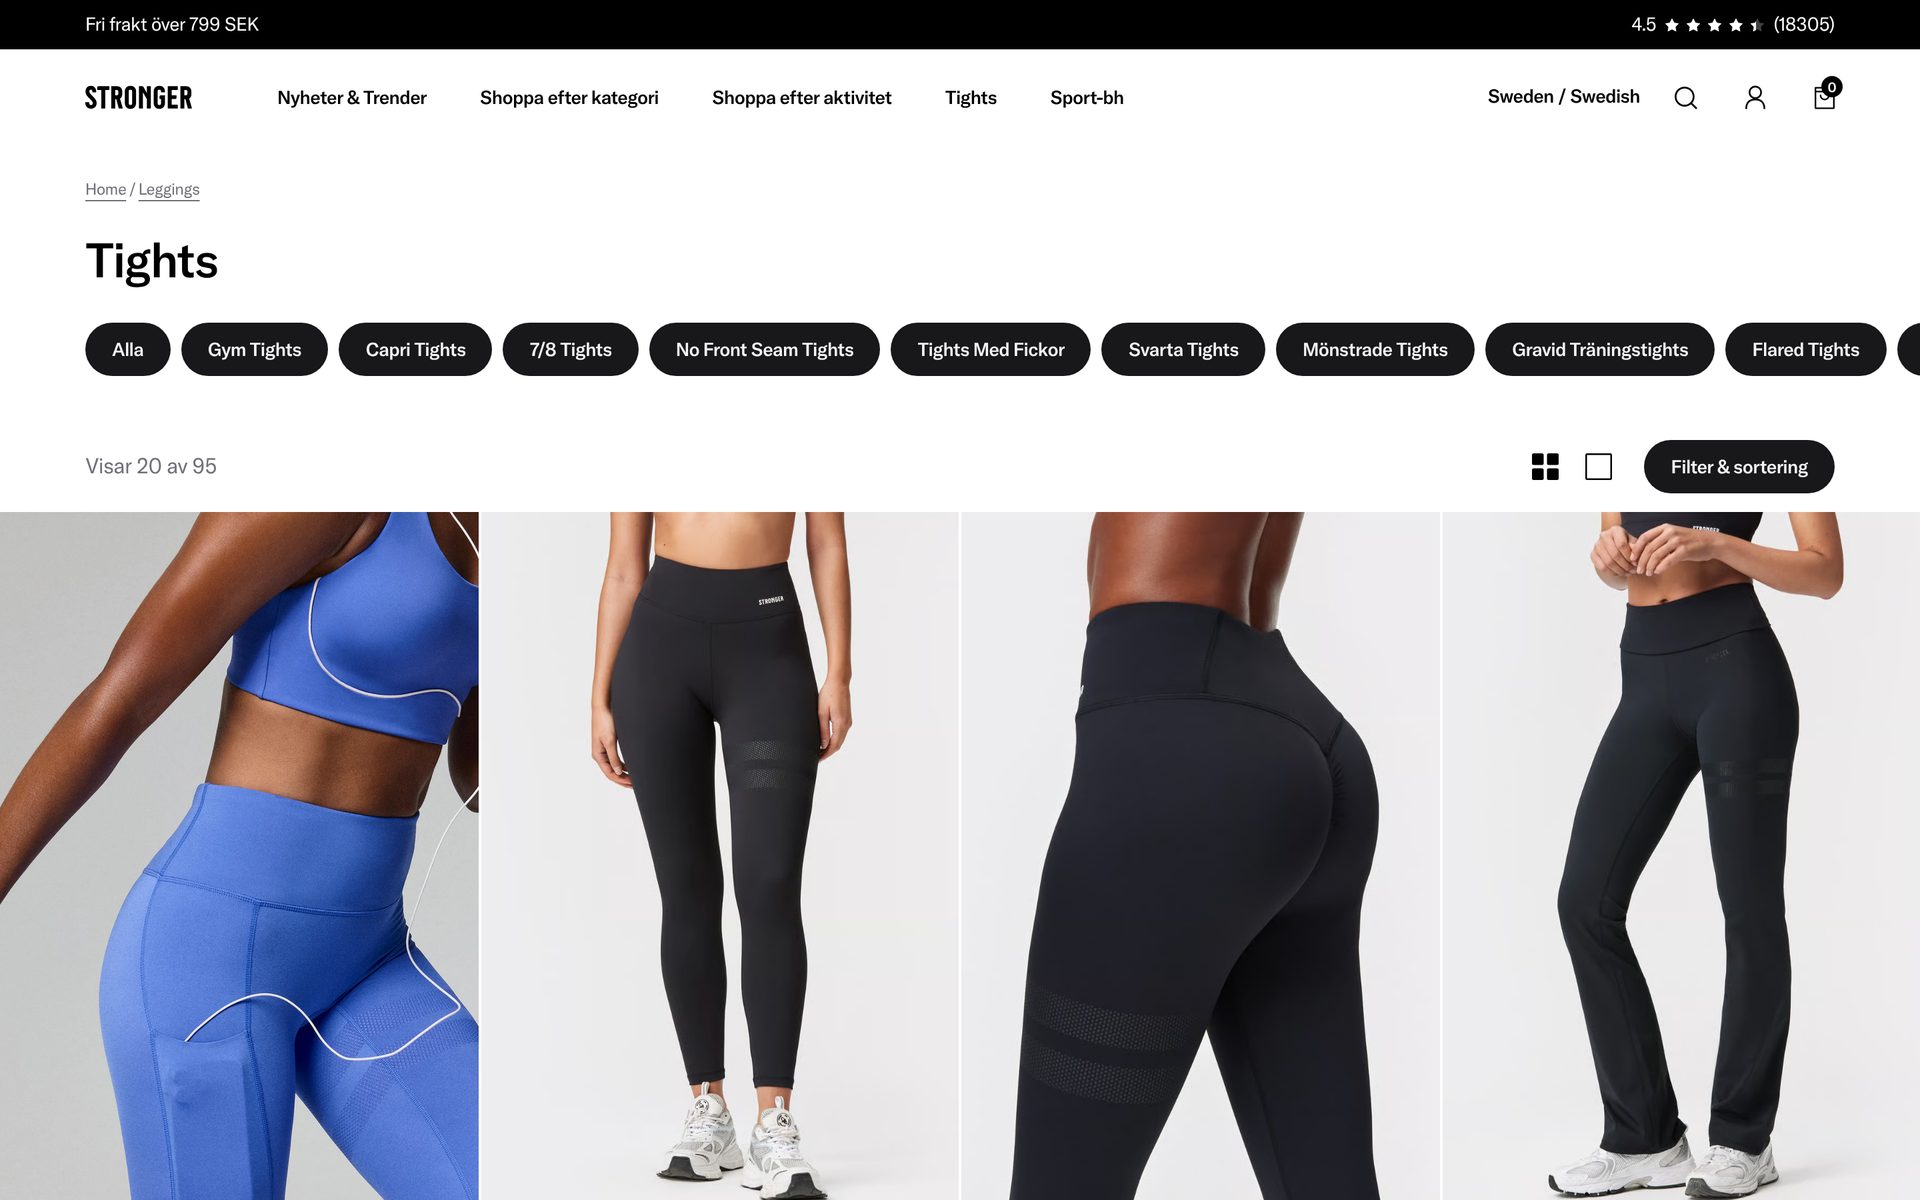 Fri frakt över 799 SEK
4.5 (18305)
STRONGER
Nyheter & Trender
Shoppa efter kategori
Shoppa efter aktivitet
Tights
Sport-bh
Sweden / Swedish
0
Home / Leggings
Tights
Alla
Gym Tights
Capri Tights
7/8 Tights
No Front Seam Tights
Tights Med Fickor
Svarta Tights
Mönstrade Tights
Gravid Träningstights
Flared Tights
Visar 20 av 95
Filter & sortering
STRONGER
STRONGER